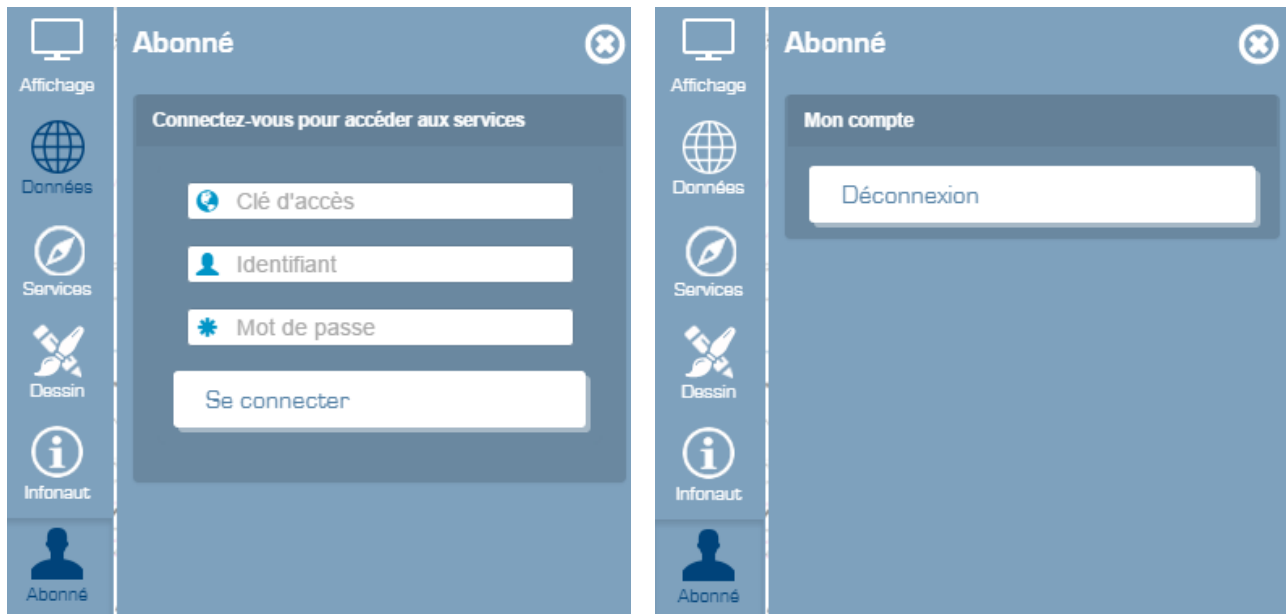 Affichage
Données
Services
Dessin
Infonaut
Abonné
Abonné
Connectez-vous pour accéder aux services
Clé d'accès
Identifiant
Mot de passe
Se connecter
Affichage
Données
Services
Dessin
Infonaut
Abonné
Abonné
Mon compte
Déconnexion